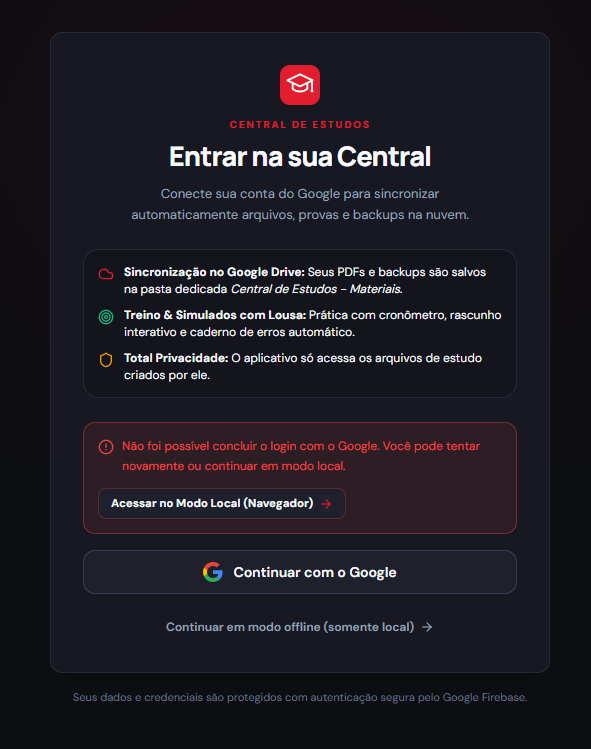 CENTRAL DE ESTUDOS
Entrar na sua Central
Conecte sua conta do Google para sincronizar
automaticamente arquivos, provas e backups na nuvem.
Sincronização no Google Drive: Seus PDFs e backups são salvos
na pasta dedicada Central de Estudos - Materiais.
Treino & Simulados com Lousa: Prática com cronômetro, rascunho
interativo e caderno de erros automático.
Total Privacidade: O aplicativo só acessa os arquivos de estudo
criados por ele.
Não foi possível concluir o login com o Google. Você pode tentar
novamente ou continuar em modo local.
Acessar no Modo Local (Navegador) →
Continuar com o Google
Continuar em modo offline (somente local) →
Seus dados e credenciais são protegidos com autenticação segura pelo Google Firebase.